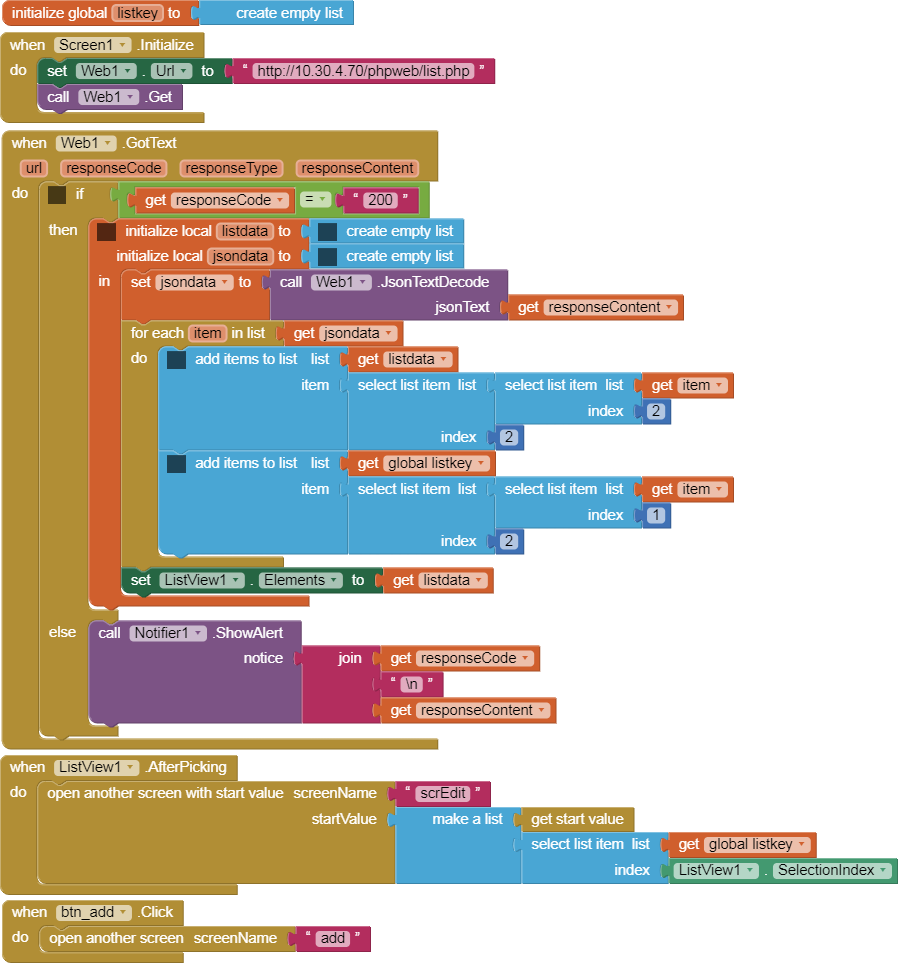 initialize global listkey to create empty list
when Screen1 .Initialize
do set Web1 . Url to " http://10.30.4.70/phpweb/list.php "
call Web1 .Get
when Web1 .GotText
url responseCode responseType responseContent
do if get responseCode = " 200 "
then initialize local listdata to create empty list
initialize local jsondata to create empty list
in set jsondata to call Web1 .JsonTextDecode
jsonText get responseContent
for each item in list get jsondata
do add items to list list get listdata
item select list item list select list item list get item
index 2
index 2
add items to list list get global listkey
item select list item list select list item list get item
index 1
index 2
set ListView1 . Elements to get listdata
else call Notifier1 .ShowAlert
notice join get responseCode
" \n "
get responseContent
when ListView1 .AfterPicking
do open another screen with start value screenName " scrEdit "
startValue make a list get start value
select list item list get global listkey
index ListView1 . SelectionIndex
when btn_add .Click
do open another screen screenName " add "